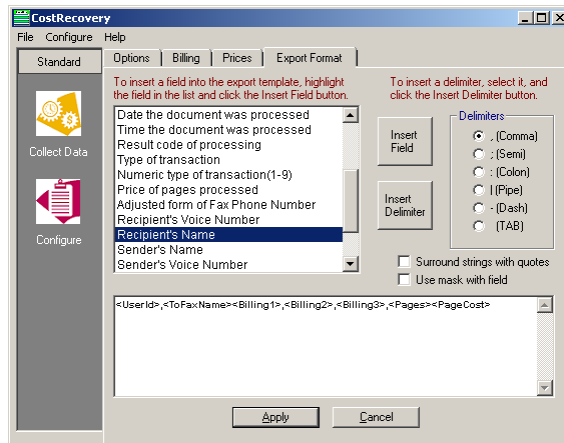 CostRecovery
File Configure Help
Standard
Options Billing Prices Export Format
To insert a field into the export template, highlight
the field in the list and click the Insert Field button.
To insert a delimiter, select it, and
click the Insert Delimiter button.
Date the document was processed
Time the document was processed
Result code of processing
Type of transaction
Numeric type of transaction(1-9)
Price of pages processed
Adjusted form of Fax Phone Number
Recipient's Voice Number
Recipient's Name
Sender's Name
Sender's Voice Number
Insert
Field
Insert
Delimiter
Delimiters
, (Comma)
; (Semi)
: (Colon)
| (Pipe)
- (Dash)
(TAB)
Collect Data
Configure
Surround strings with quotes
Use mask with field
<UserId>,<ToFaxName><Billing1>,<Billing2>,<Billing3>,<Pages><PageCost>
Apply
Cancel